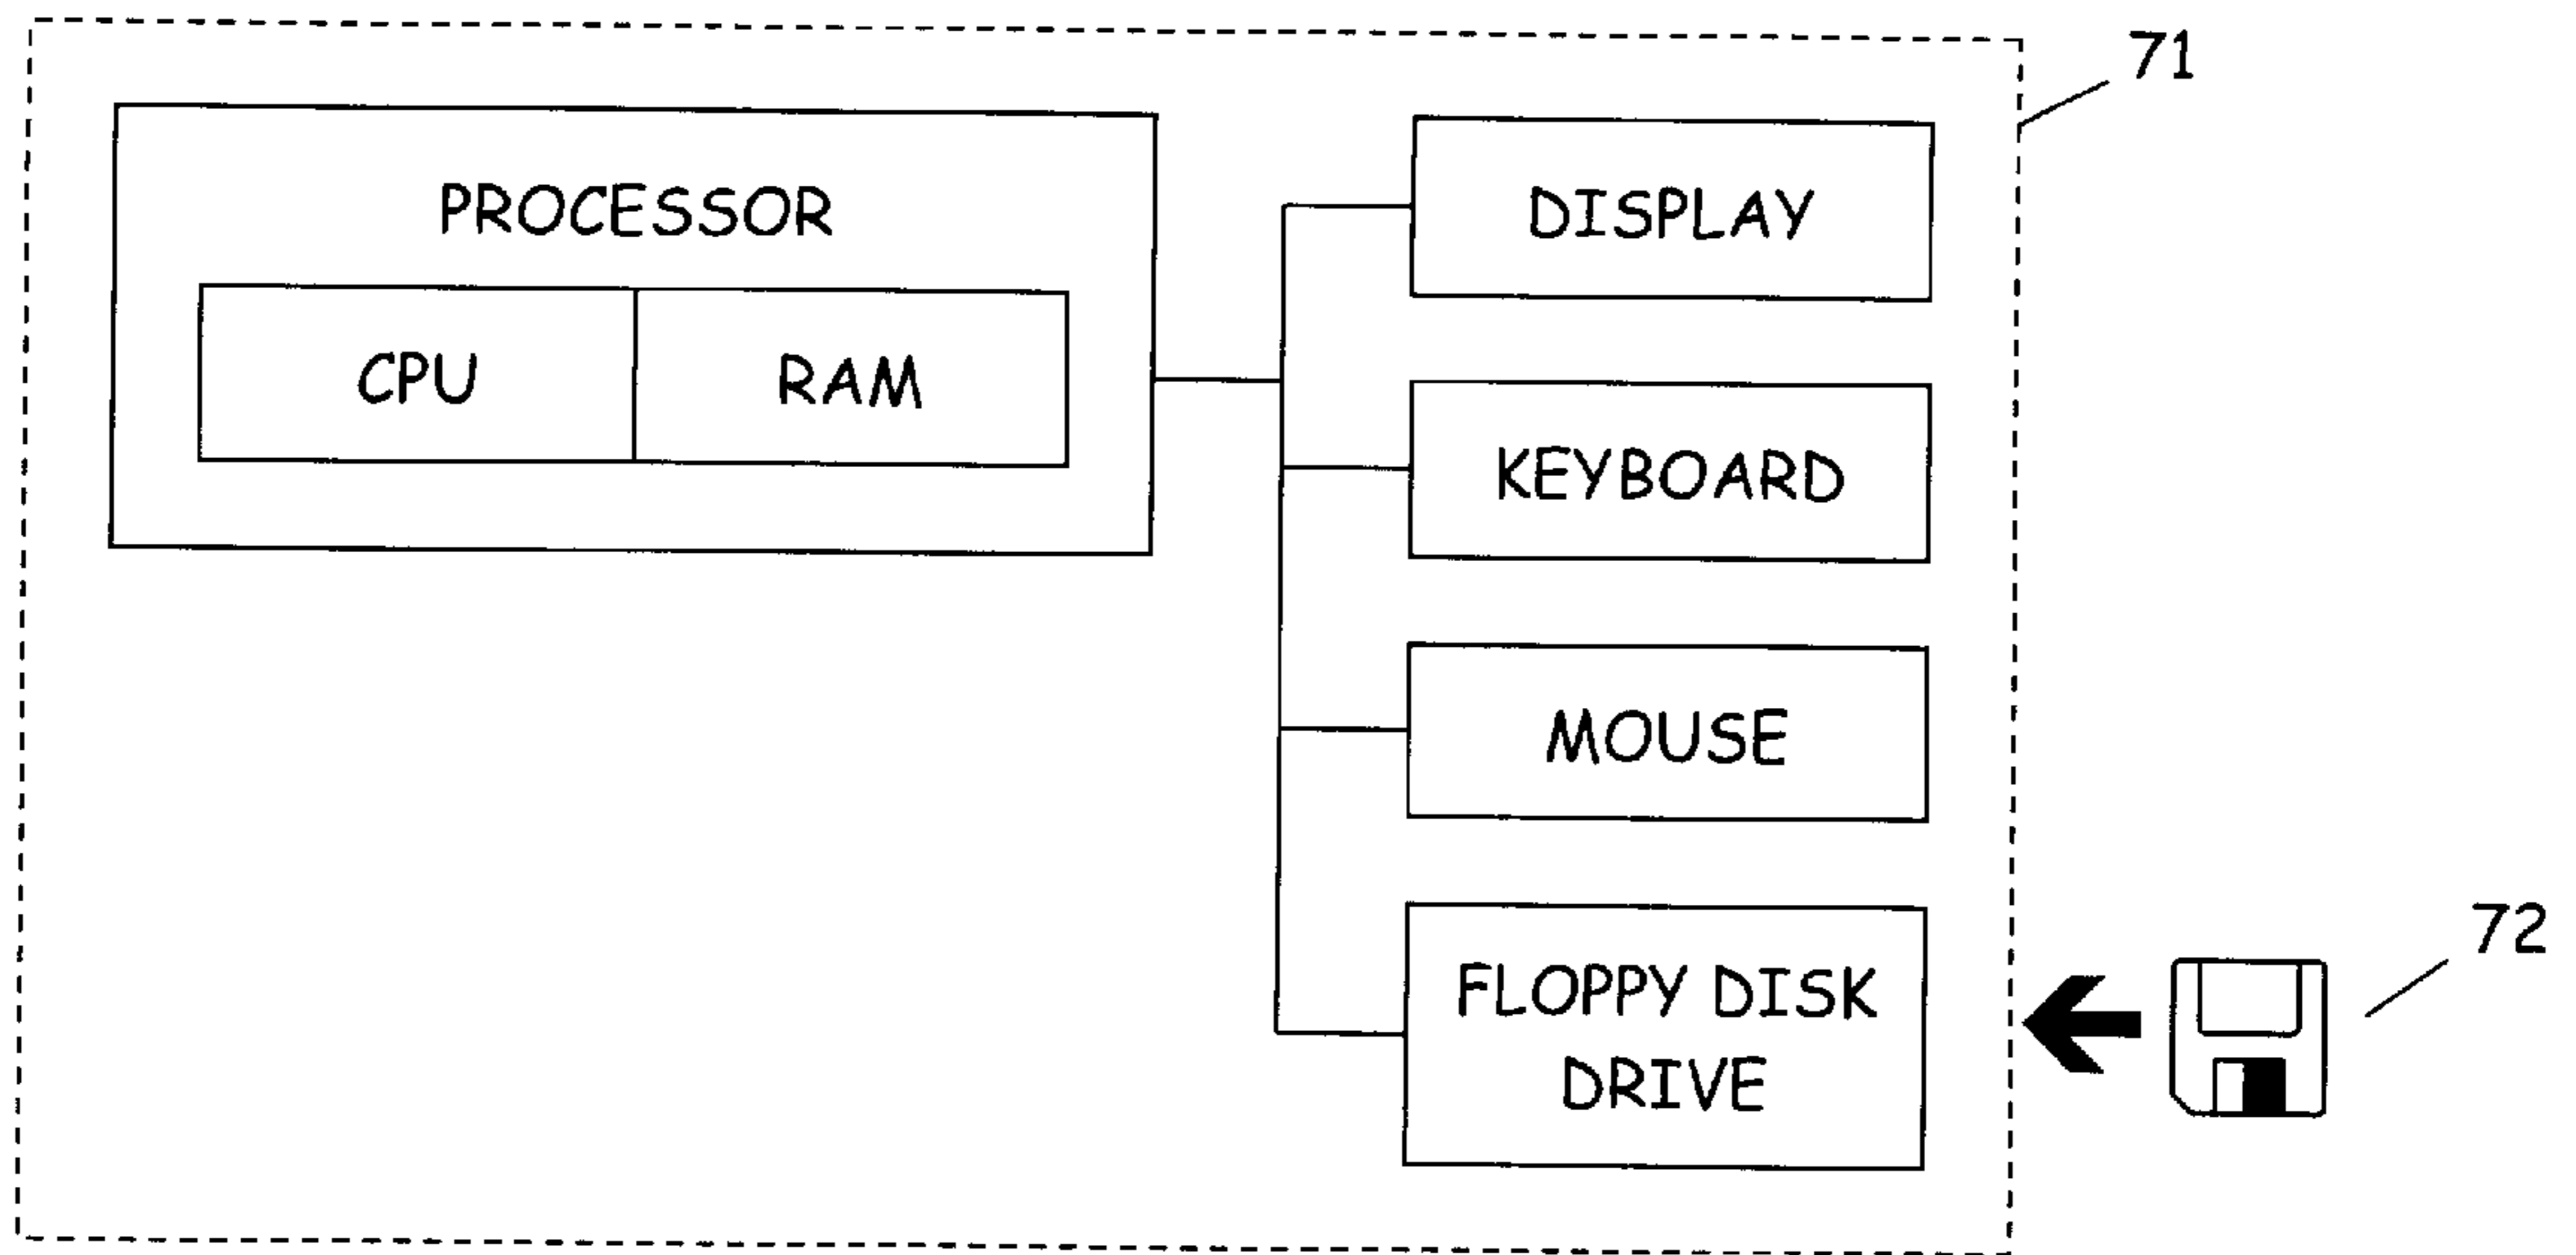 71
PROCESSOR
DISPLAY
CPU
RAM
KEYBOARD
MOUSE
72
FLOPPY DISK
DRIVE